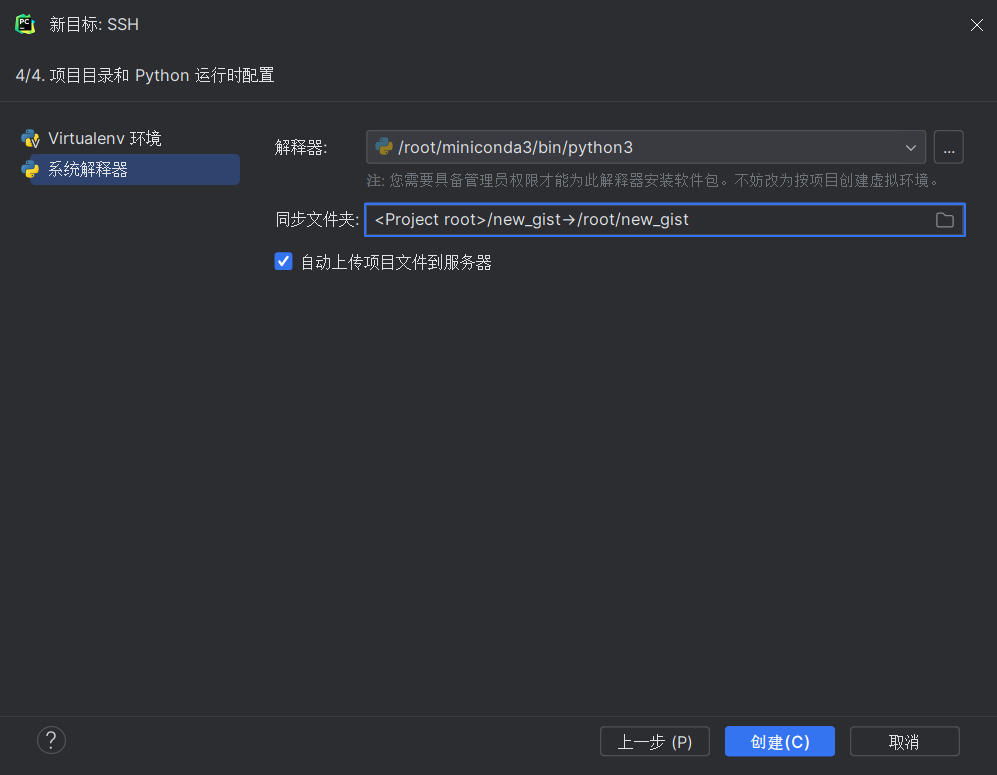 新目标: SSH
4/4. 项目目录和 Python 运行时配置
Virtualenv 环境
系统解释器
解释器:
/root/miniconda3/bin/python3
...
注: 您需要具备管理员权限才能为此解释器安装软件包。不妨改为按项目创建虚拟环境。
同步文件夹:
<Project root>/new_gist→/root/new_gist
自动上传项目文件到服务器
?
上一步 (P)
创建(C)
取消